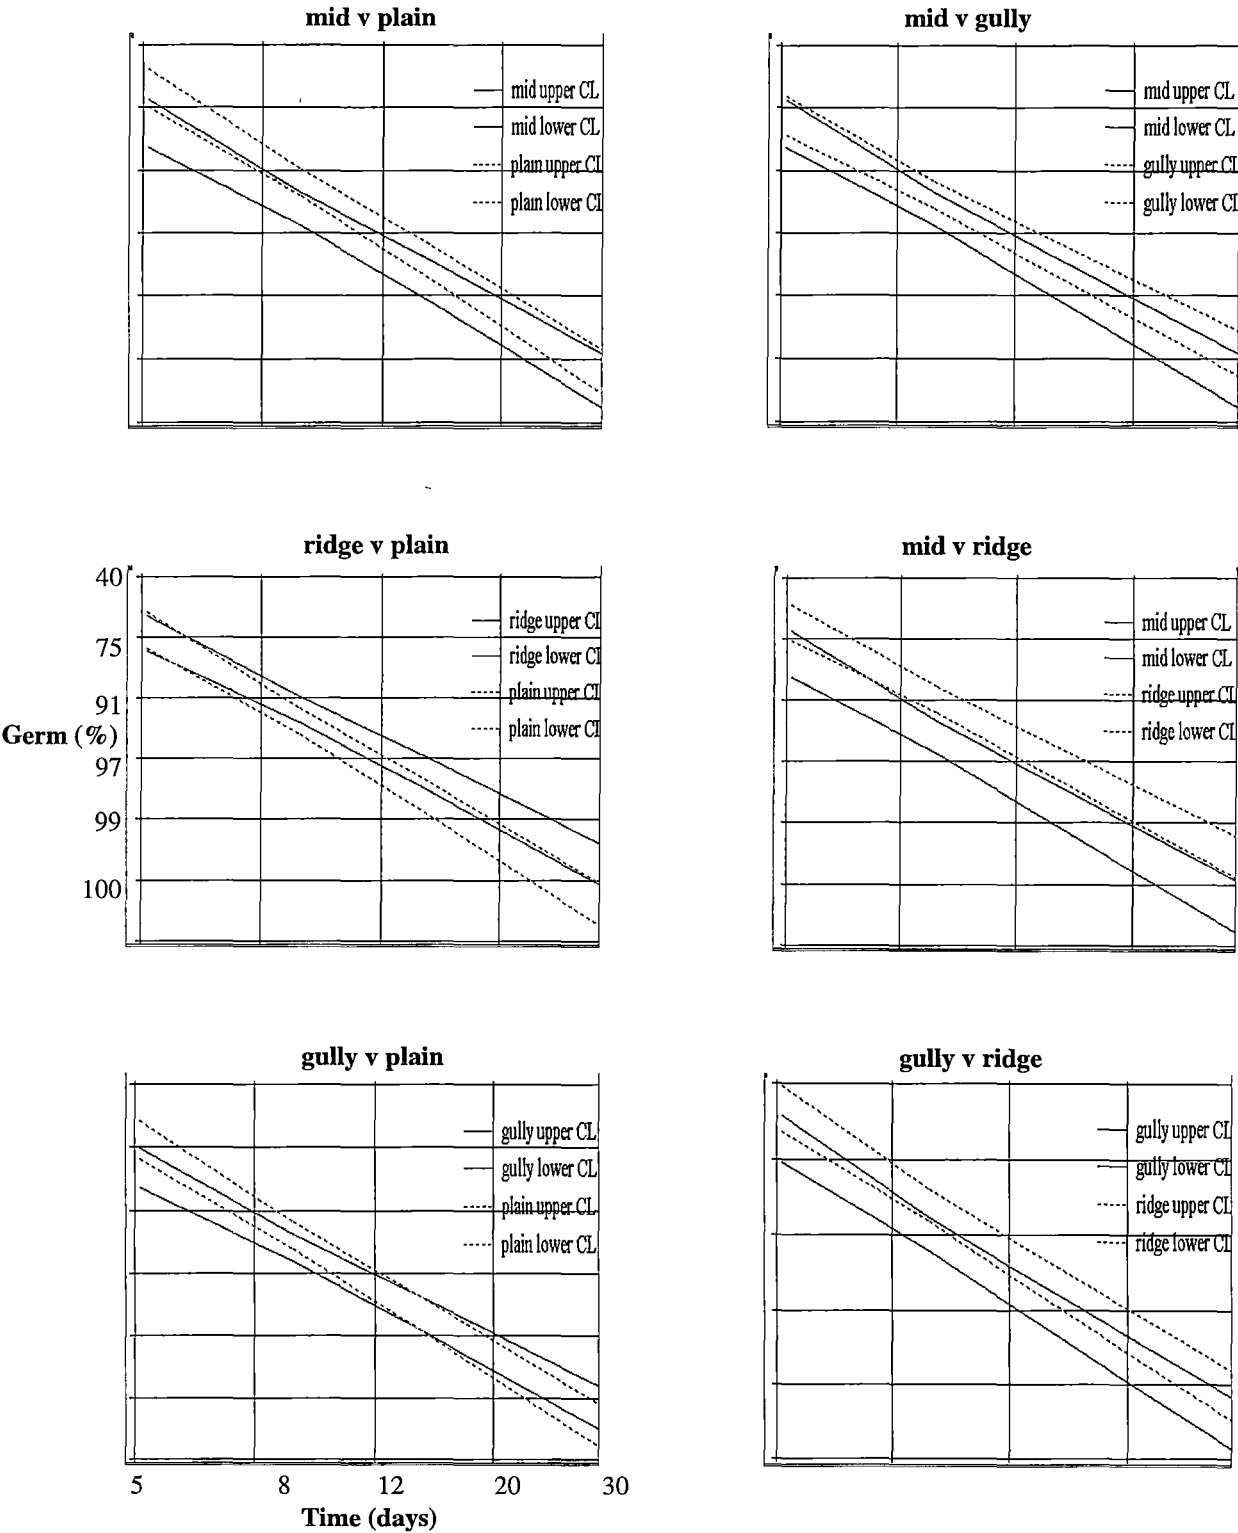 mid v plain
mid upper CL
mid lower CL
plain upper CL
plain lower CL
mid v gully
mid upper CL
mid lower CL
gully upper CL
gully lower CL
ridge v plain
40
75
91
Germ (%)
97
99
100
ridge upper CL
ridge lower CL
plain upper CL
plain lower CL
mid v ridge
mid upper CL
mid lower CL
ridge upper CL
ridge lower CL
gully v plain
gully upper CL
gully lower CL
plain upper CL
plain lower CL
5 8 12 20 30
Time (days)
gully v ridge
gully upper CL
gully lower CL
ridge upper CL
ridge lower CL